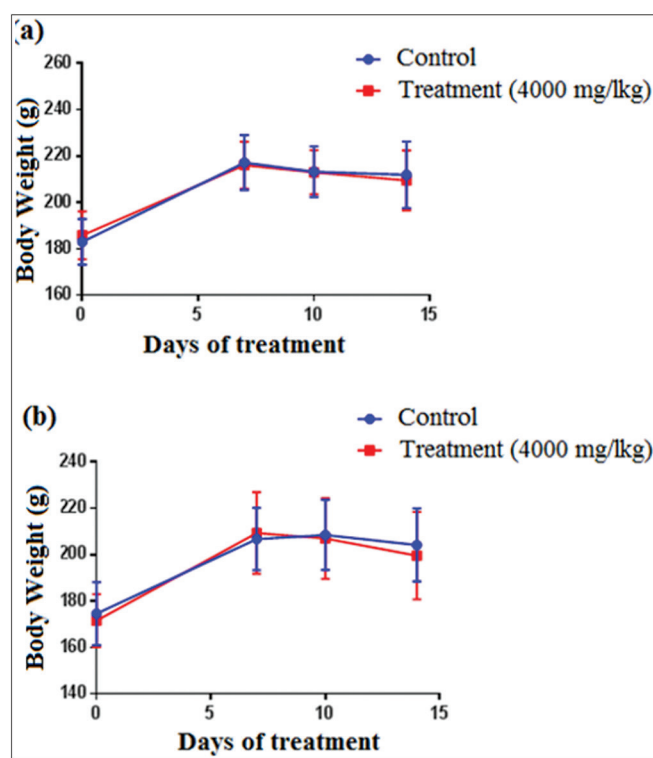 (a)
Control
Treatment (4000 mg/lkg)
260
240
220
200
180
160
0
5
10
15
Body Weight (g)
Days of treatment
(b)
Control
Treatment (4000 mg/lkg)
240
220
200
180
160
140
0
5
10
15
Body Weight (g)
Days of treatment